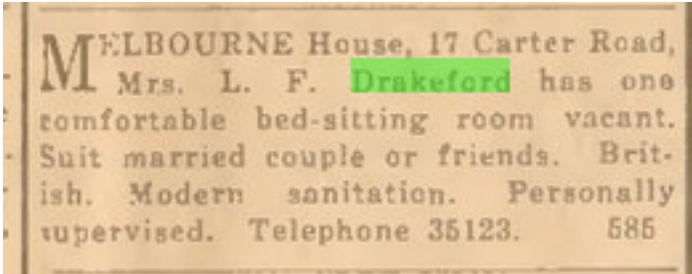 MELBOURNE House, 17 Carter Road,
Mrs. L. F. Drakeford has one
comfortable bed-sitting room vacant.
Suit married couple or friends. Brit-
ish. Modern sanitation. Personally
supervised. Telephone 35123. 585